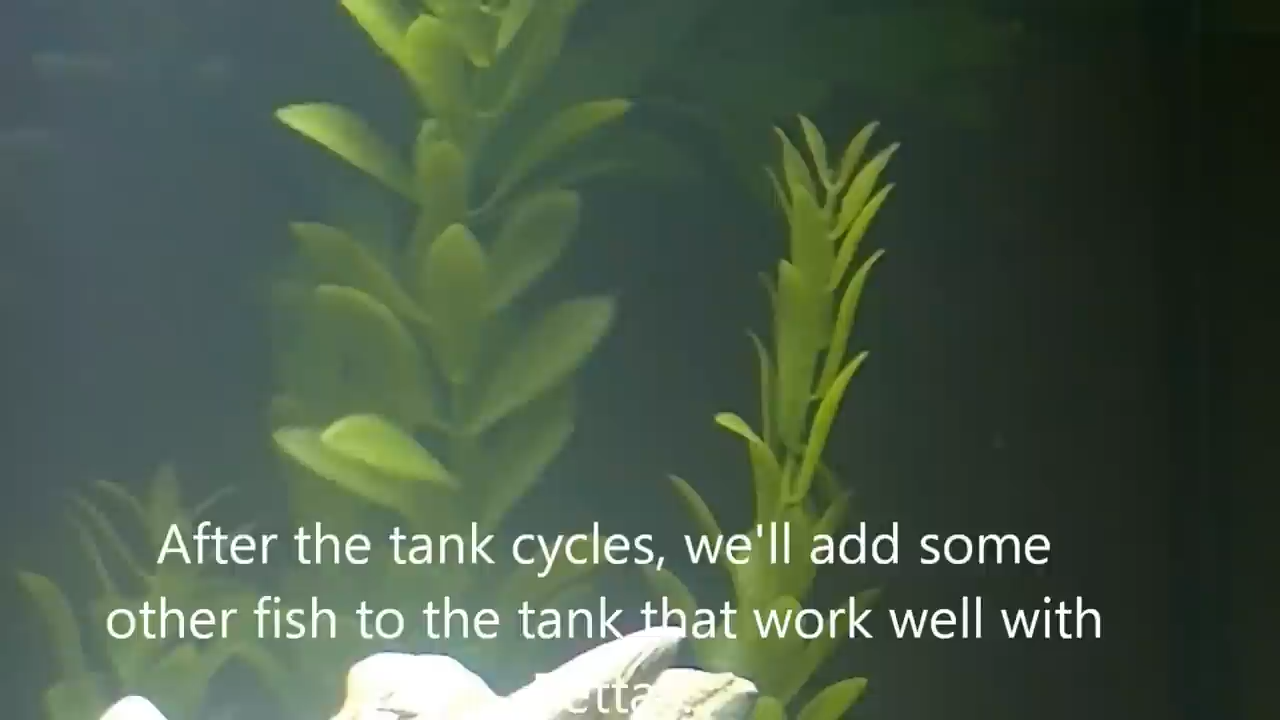 After the tank cycles, we'll add some
other fish to the tank that work well with